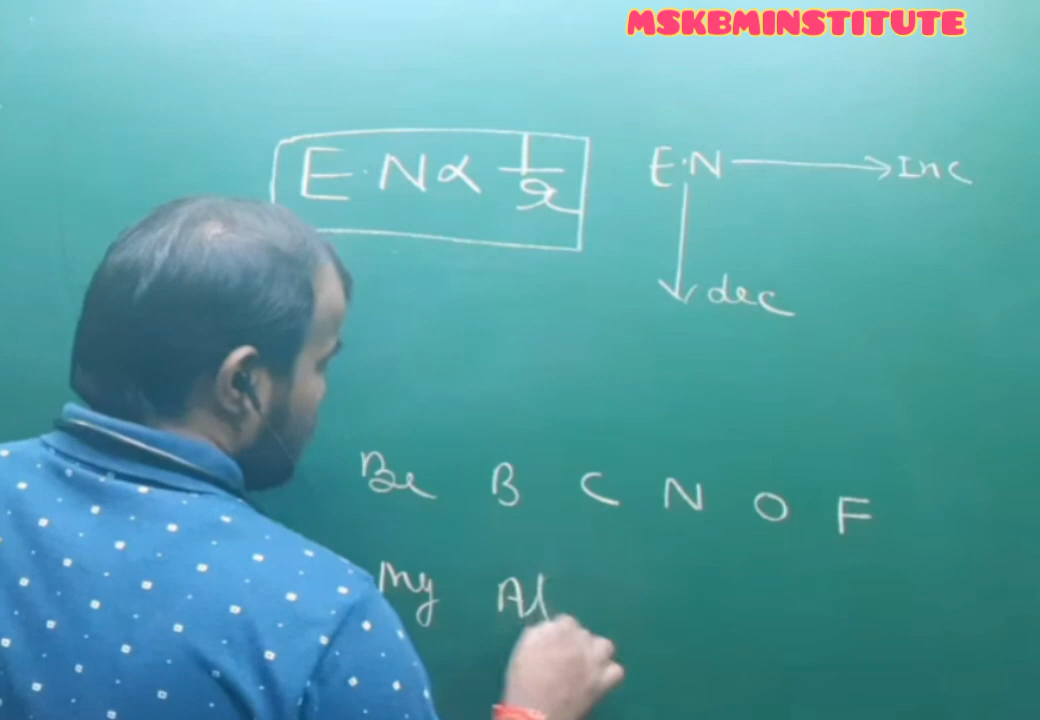 MSKBMINSTITUTE
E.N ∝ 1/r
E.N → Inc
↓ dec
Be B C N O F
Mg Al